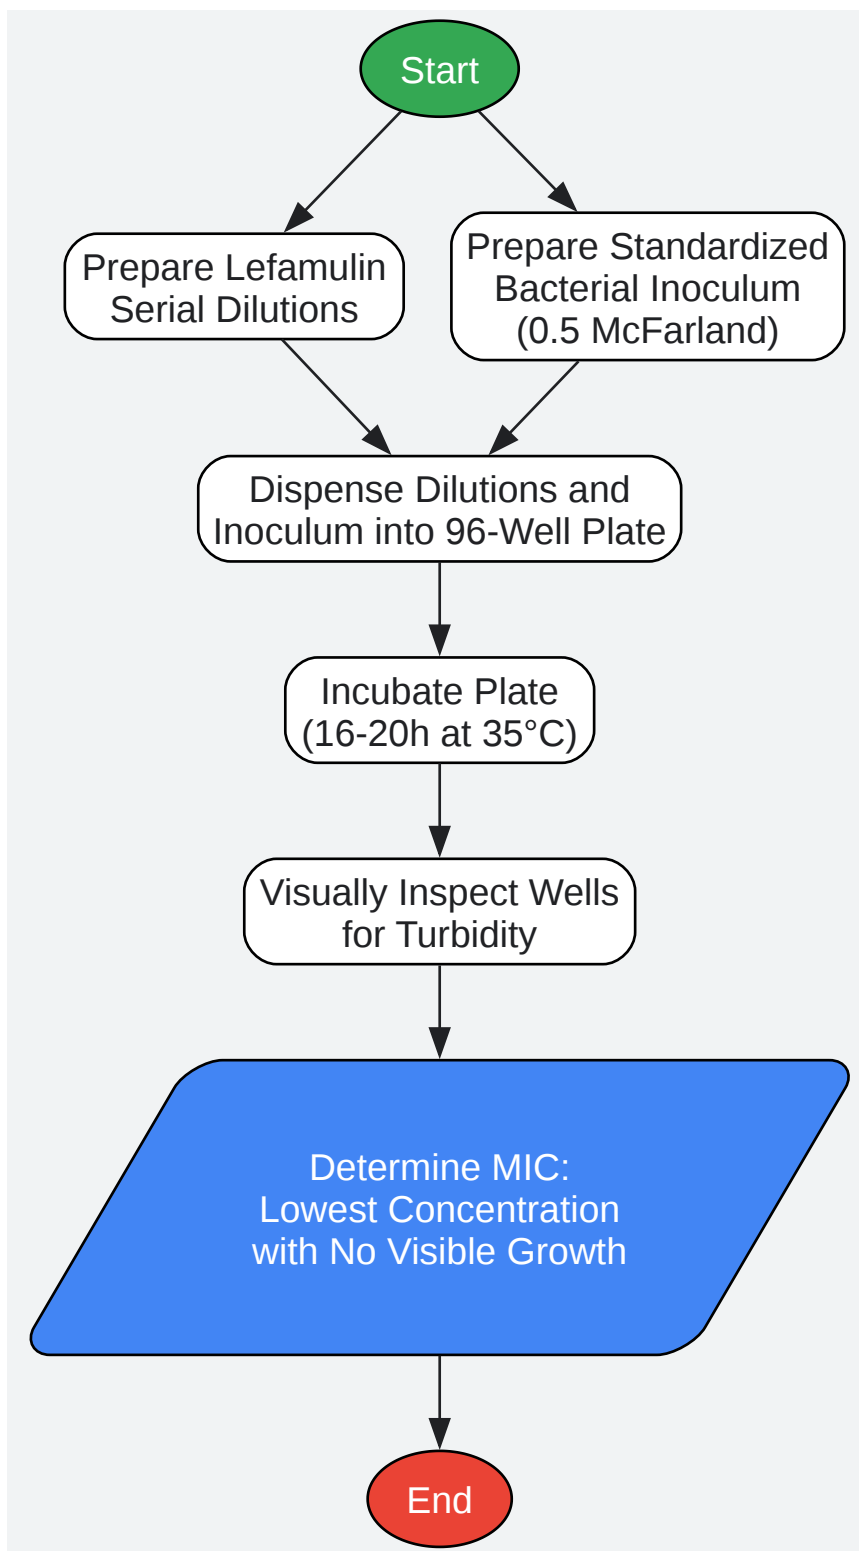 Start
Prepare Lefamulin
Serial Dilutions
Prepare Standardized
Bacterial Inoculum
(0.5 McFarland)
Dispense Dilutions and
Inoculum into 96-Well Plate
Incubate Plate
(16-20h at 35°C)
Visually Inspect Wells
for Turbidity
Determine MIC:
Lowest Concentration
with No Visible Growth
End